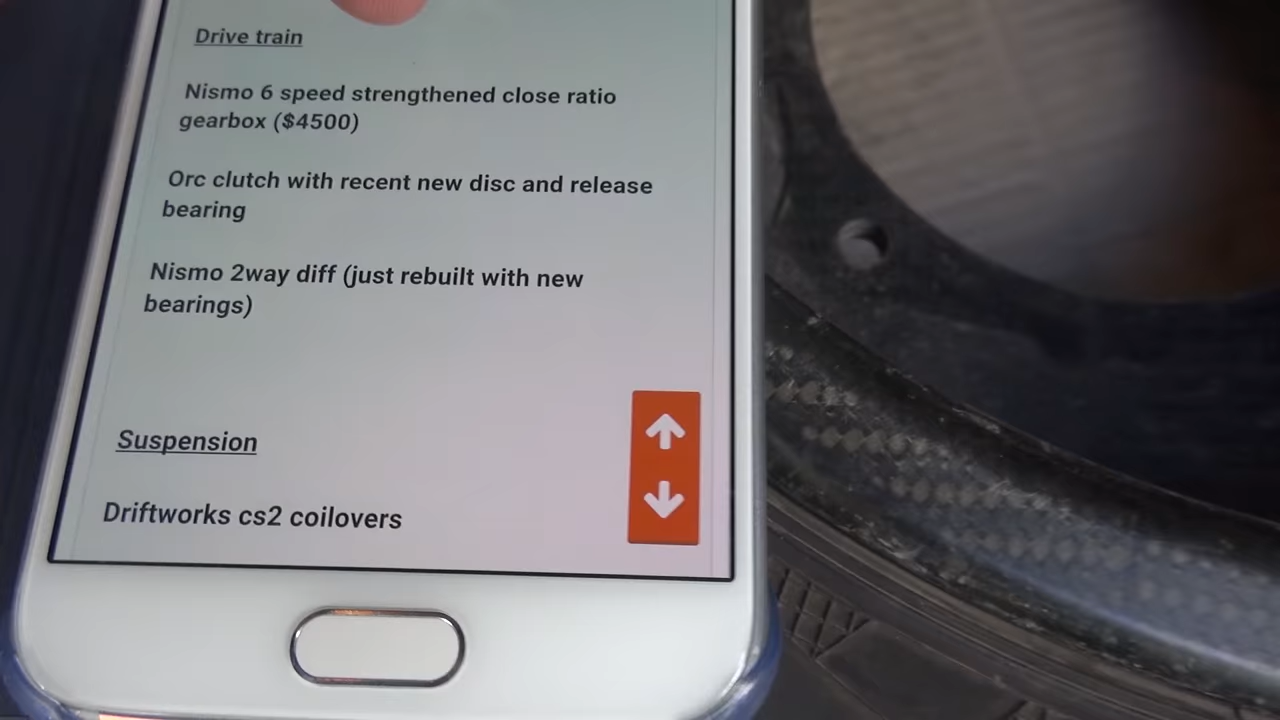 Drive train
Nismo 6 speed strengthened close ratio
gearbox ($4500)
Orc clutch with recent new disc and release
bearing
Nismo 2way diff (just rebuilt with new
bearings)
Suspension
Driftworks cs2 coilovers